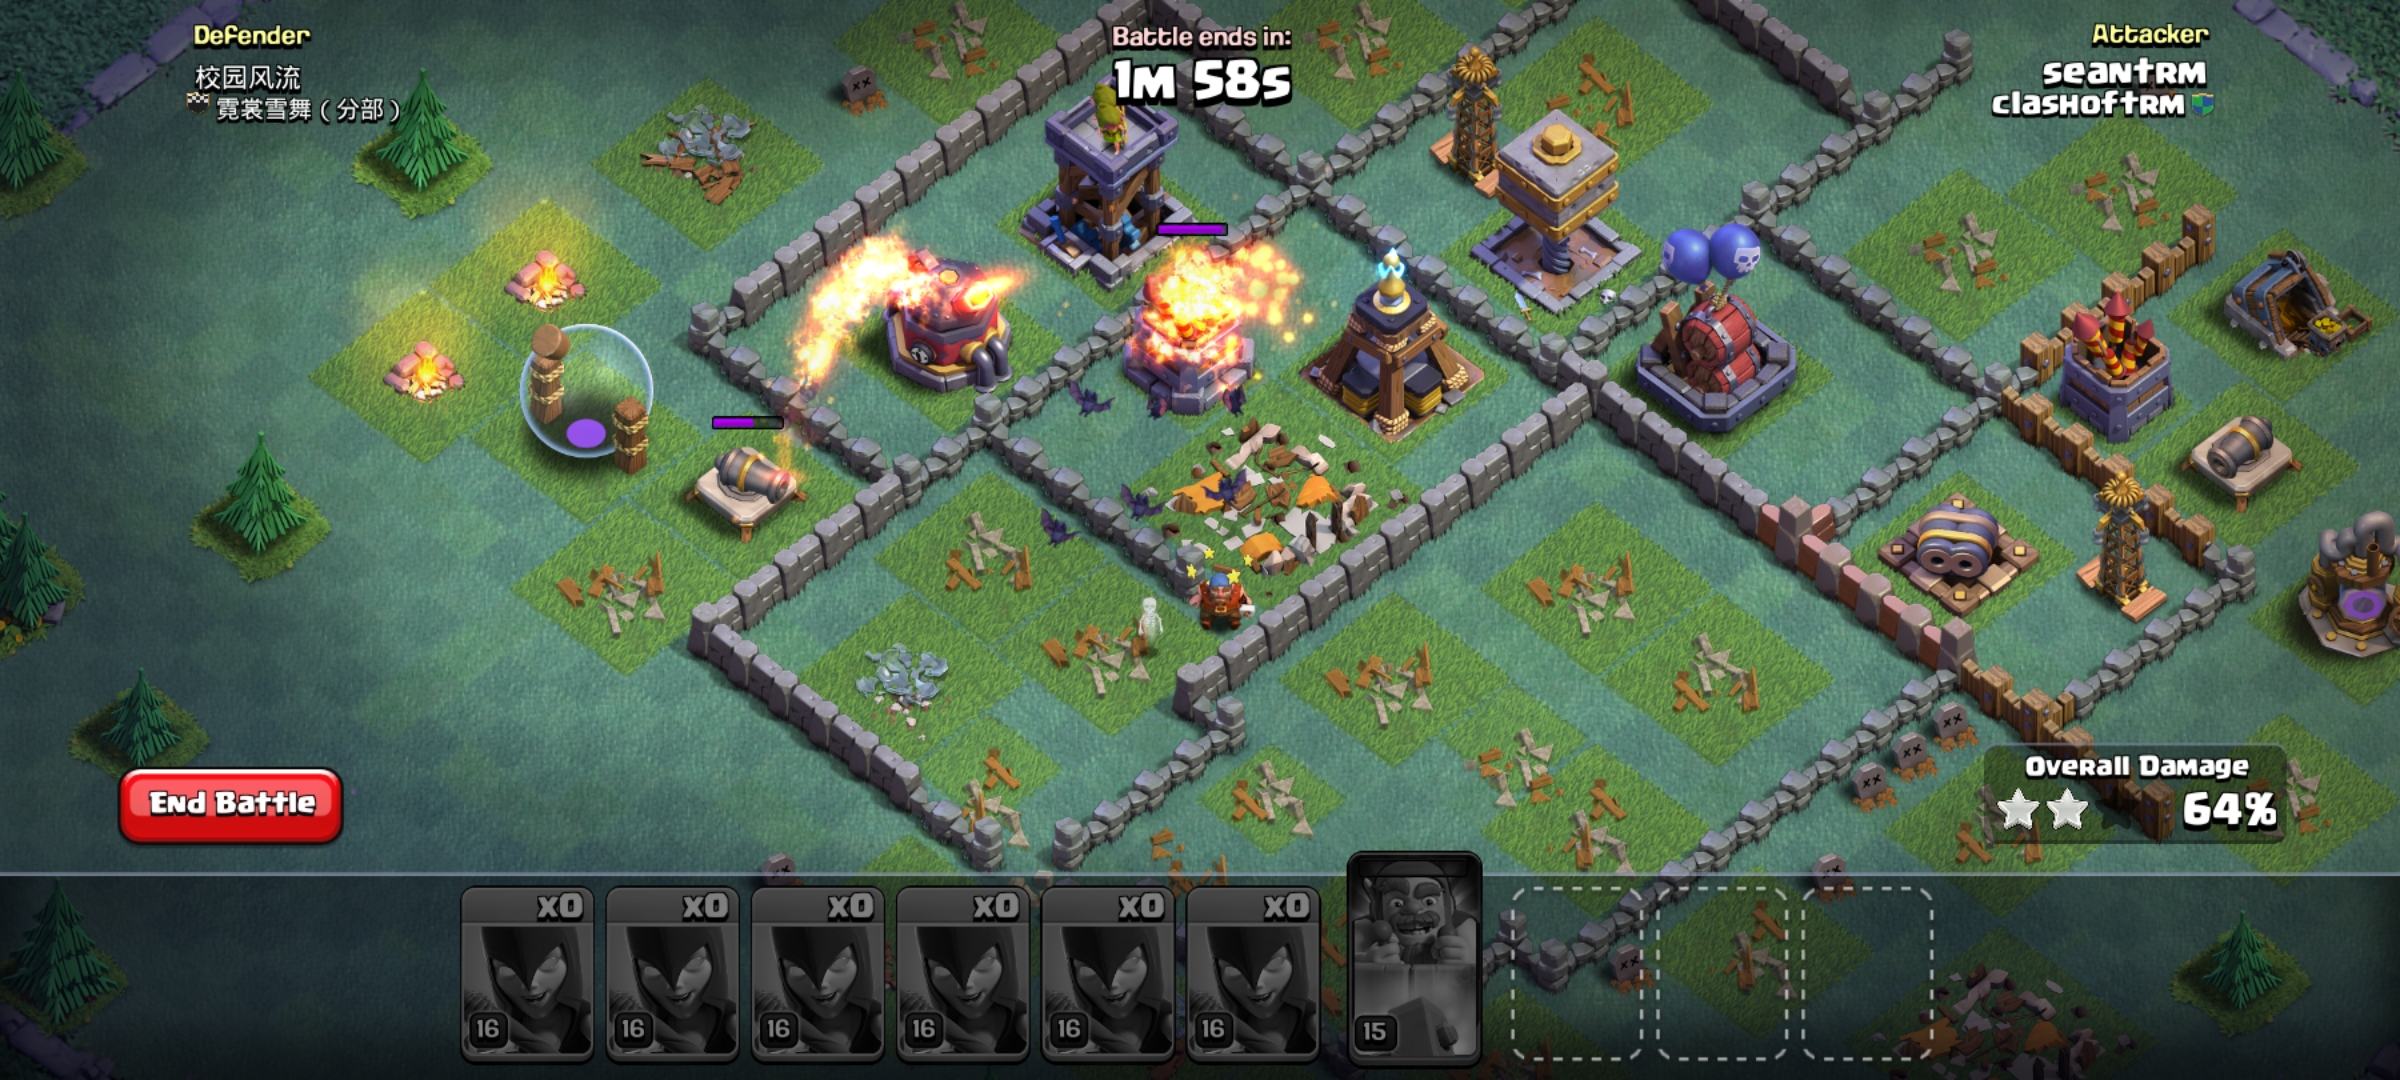 Defender
校园风流
霓裳雪舞（分部）
Battle ends in:
1M 58S
Attacker
seantRM
clashoftRM
End Battle
Overall Damage
64%
x0
x0
x0
x0
x0
x0
16
16
16
16
16
16
15